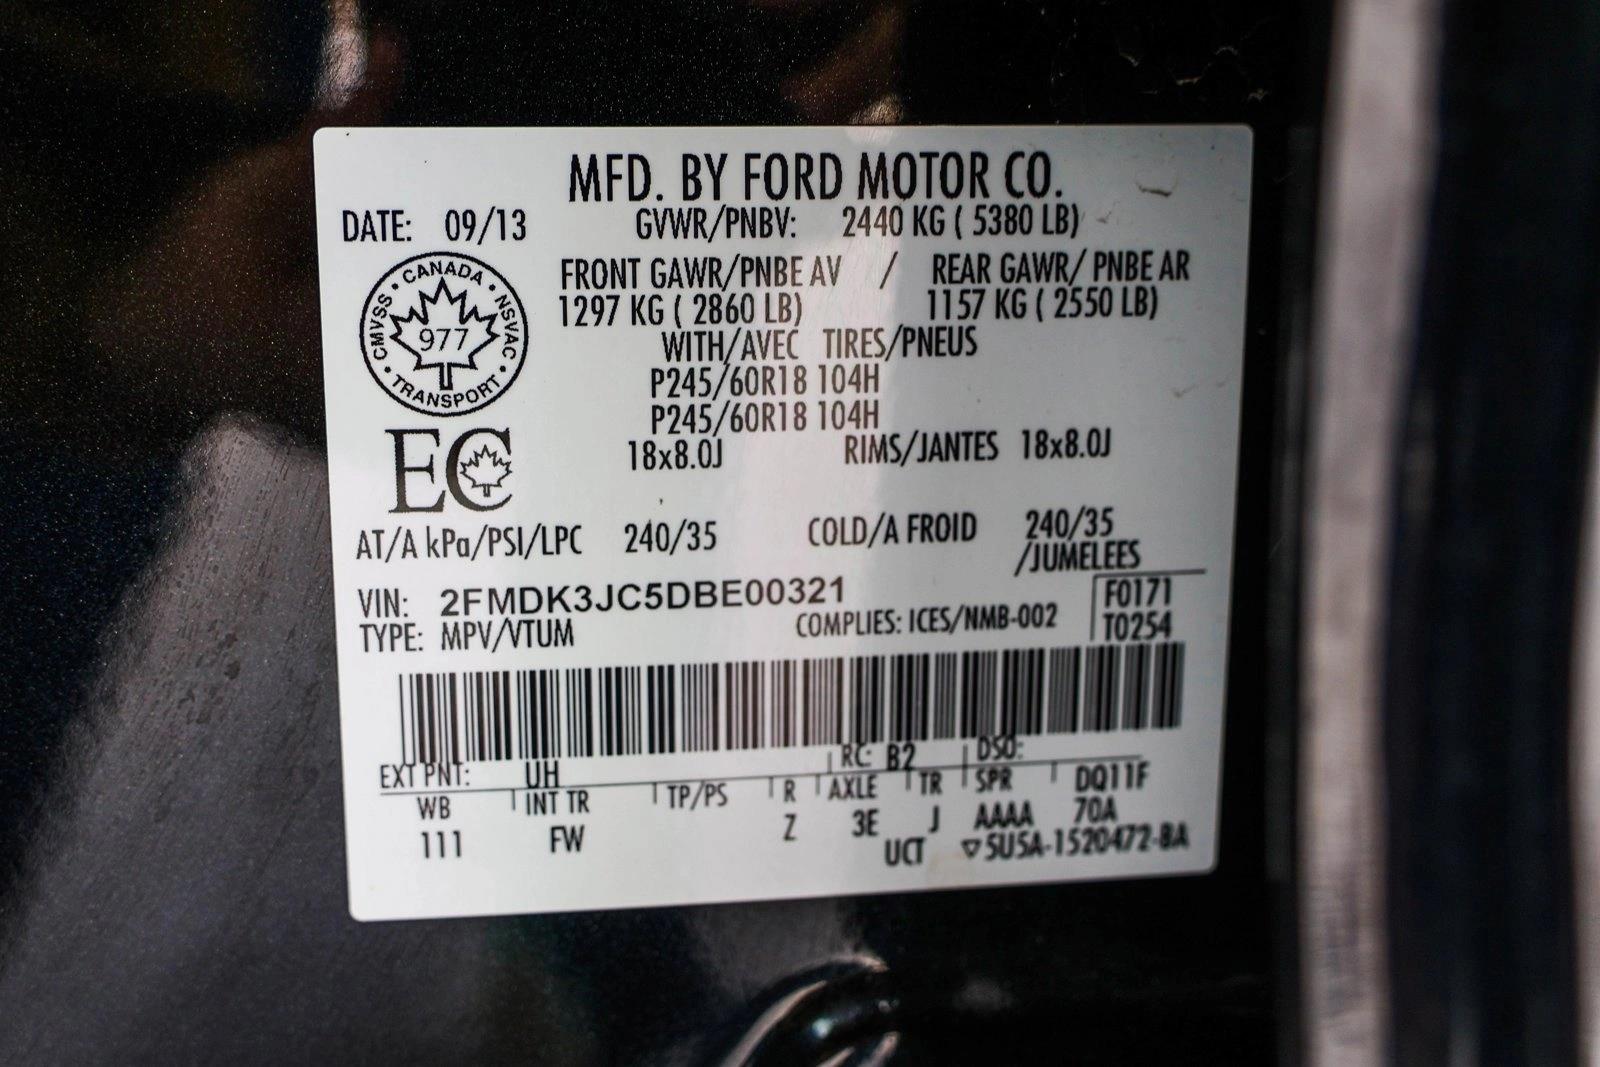 MFD. BY FORD MOTOR CO.
DATE: 09/13 GVWR/PNBV: 2440 KG ( 5380 LB)
FRONT GAWR/PNBE AV / REAR GAWR/ PNBE AR
1297 KG ( 2860 LB) 1157 KG ( 2550 LB)
WITH/AVEC TIRES/PNEUS
P245/60R18 104H
P245/60R18 104H
18x8.0J RIMS/JANTES 18x8.0J
CANADA • NSVAC • TRANSPORT • CMVSS •
977
EC
AT/A kPa/PSI/LPC 240/35 COLD/A FROID 240/35
/JUMELEES
VIN: 2FMDK3JC5DBE00321 F0171
TYPE: MPV/VTUM COMPLIES: ICES/NMB-002 T0254
EXT PNT: UH RC: B2 DSO:
WB INT TR TP/PS R AXLE TR SPR DQ11F
111 FW Z 3E J AAAA 70A
UCT ▽5U5A-1520472-BA